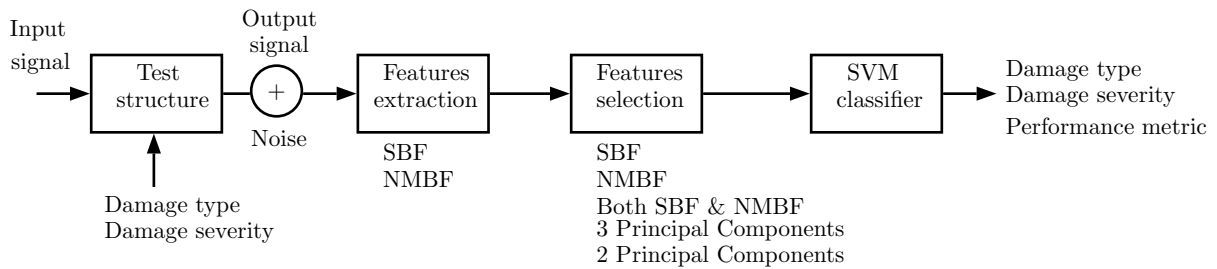 Input
signal
Test
structure
Damage type
Damage severity
Output
signal
+
Noise
Features
extraction
SBF
NMBF
Features
selection
SBF
NMBF
Both SBF & NMBF
3 Principal Components
2 Principal Components
SVM
classifier
Damage type
Damage severity
Performance metric